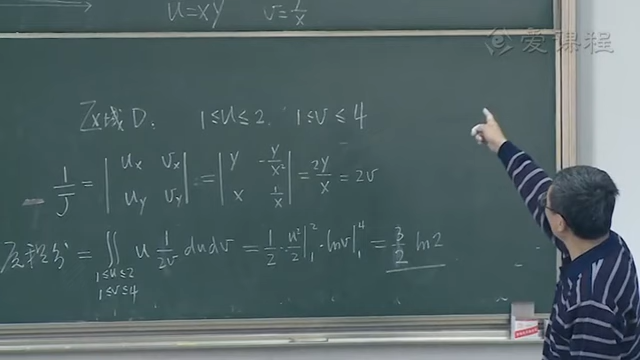 u=xy v=y/x
爱课程
区域D. 1≤u≤2. 1≤v≤4
1/J = | u_x v_x ; u_y v_y | = | y -y/x² ; x 1/x | = 2y/x = 2v
原积分 = ∬_{1≤u≤2, 1≤v≤4} u 1/2v du dv = 1/2 · u²/2 |₁² · ln v |₁⁴ = 3/2 ln2